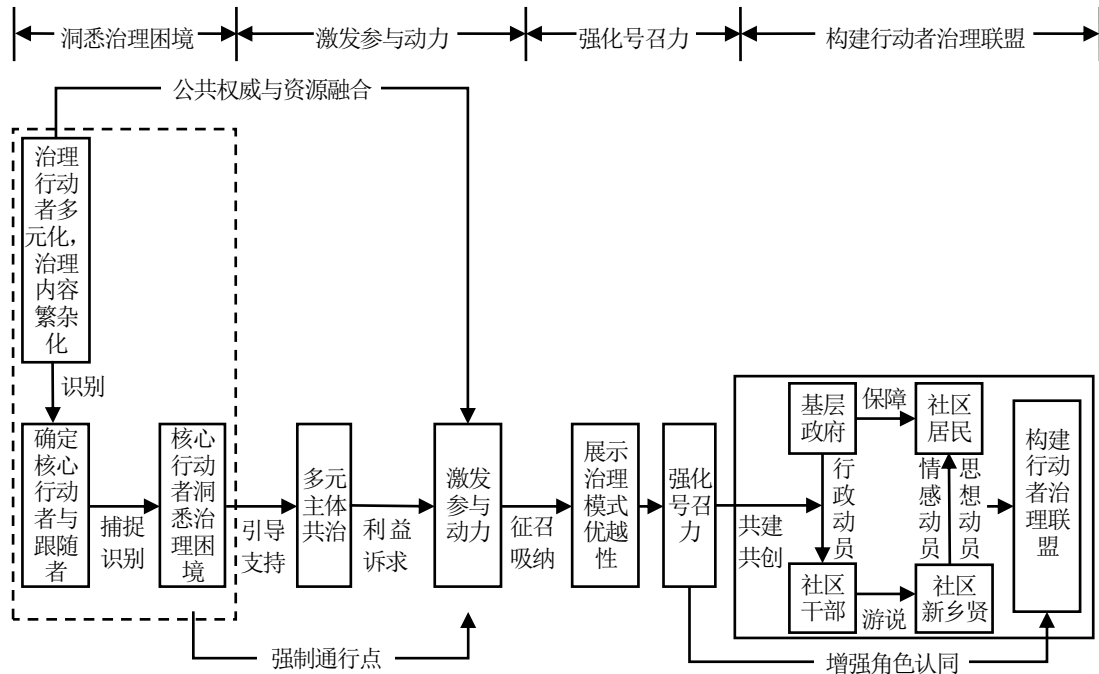 洞悉治理困境
激发参与动力
强化号召力
构建行动者治理联盟
公共权威与资源融合
治理
行动
者多
元化，
治理
内容
繁杂
化
识别
确定
核心
行动
者与
跟随
者
捕捉
识别
核心
行动
者洞
悉治
理困
境
引导
支持
多元
主体
共治
利益
诉求
激发
参与
动力
征召
吸纳
展示
治理
模式
优越
性
强化
号召
力
共建
共创
基层
政府
保障
社区
居民
行政动员
情感动员
思想动员
社区
干部
游说
社区
新乡贤
构建
行动
者治
理联
盟
强制通行点
增强角色认同